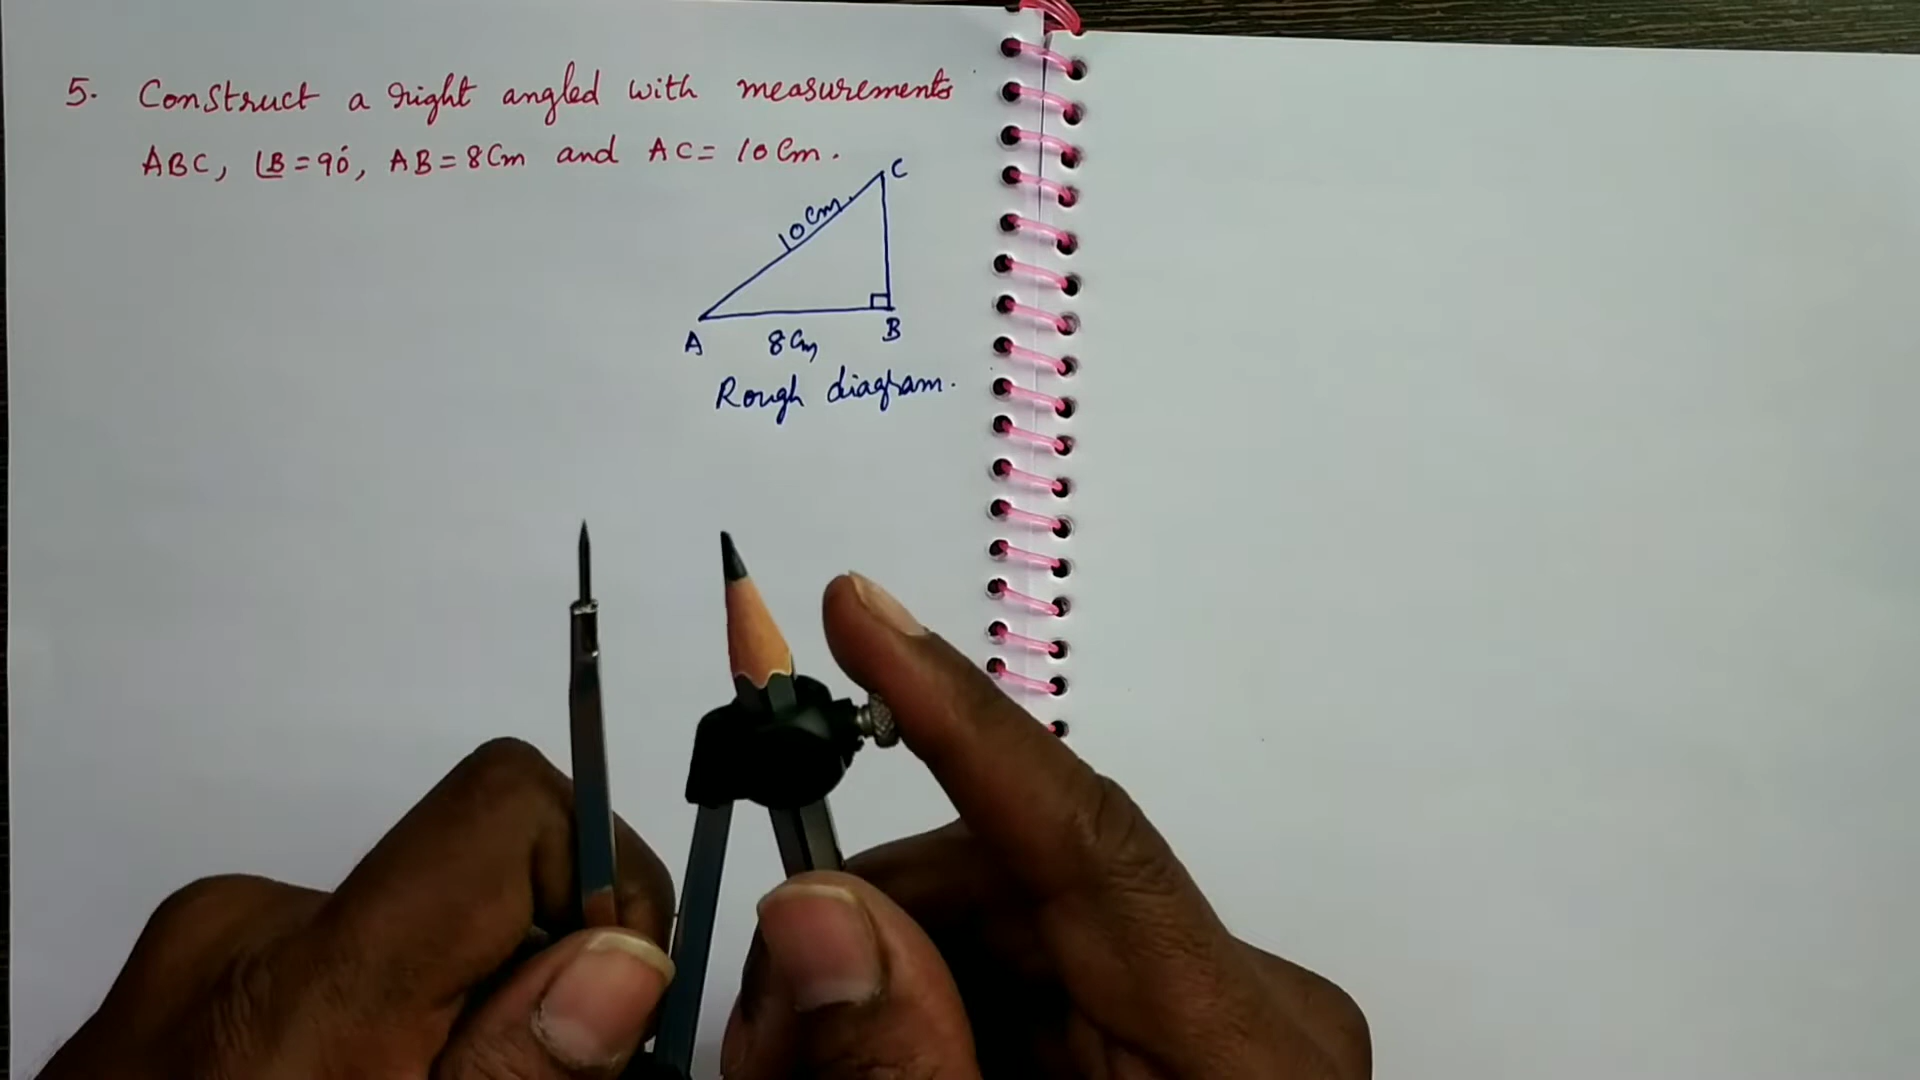 5. Construct a right angled with measurements
ABC, ∠B = 90°, AB = 8 Cm and AC = 10 Cm.
C
10 Cm
A
8 Cm
B
Rough diagram.